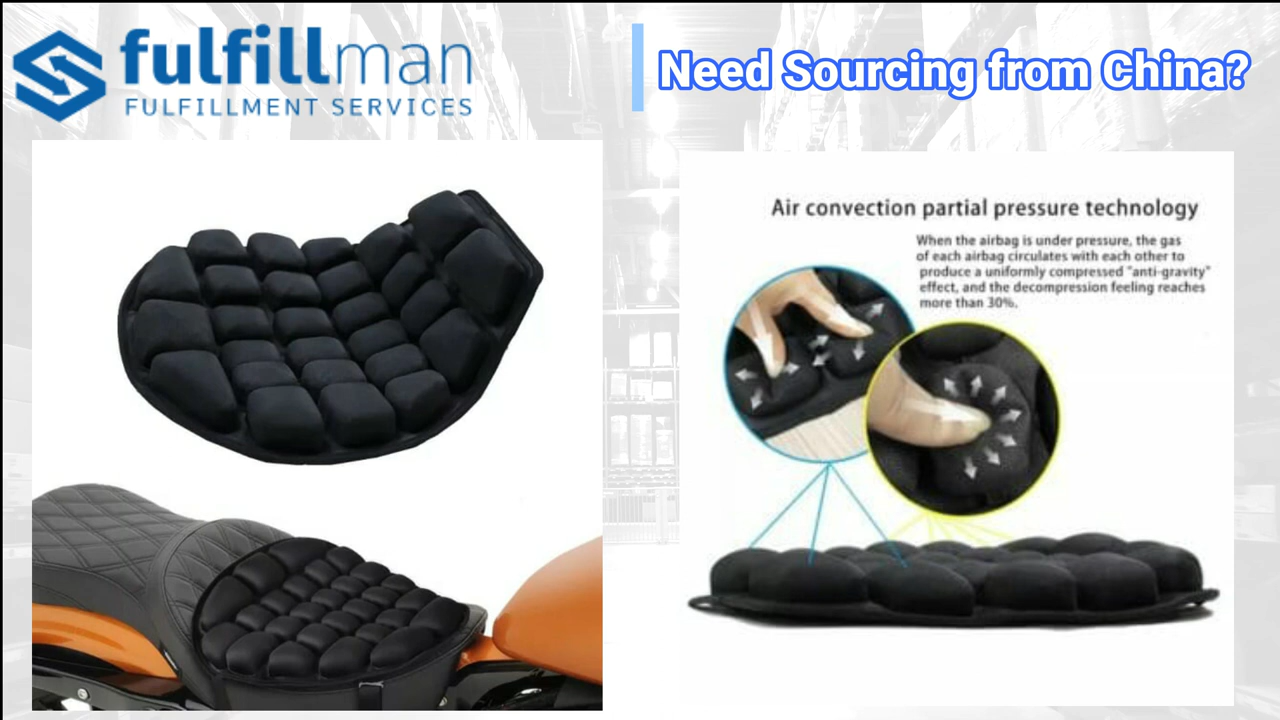 fulfillman
FULFILLMENT SERVICES
Need Sourcing from China?
Air convection partial pressure technology
When the airbag is under pressure, the gas
of each airbag circulates with each other to
produce a uniformly compressed "anti-gravity"
effect, and the decompression feeling reaches
more than 30%.